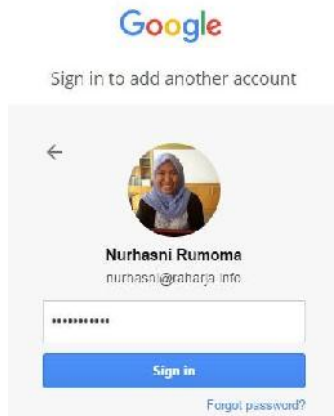 Google
Sign in to add another account
Nurhasni Rumoma
nurhasni@raharja.info
•••••••••••
Sign in
Forgot password?